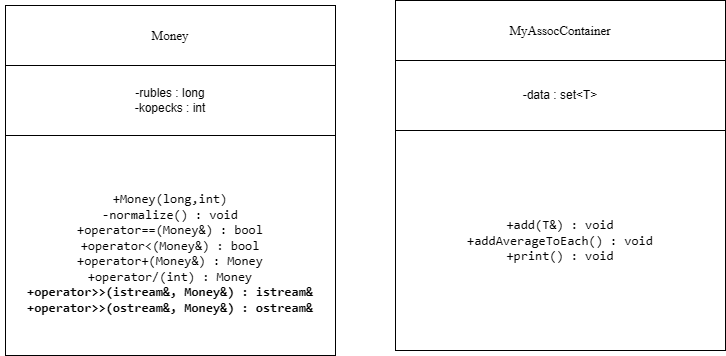 Money
-rubles : long
-kopecks : int
+Money(long,int)
-normalize() : void
+operator==(Money&) : bool
+operator<(Money&) : bool
+operator+(Money&) : Money
+operator/(int) : Money
+operator>>(istream&, Money&) : istream&
+operator>>(ostream&, Money&) : ostream&
MyAssocContainer
-data : set<T>
+add(T&) : void
+addAverageToEach() : void
+print() : void